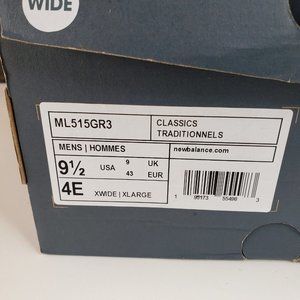 WIDE
ML515GR3
CLASSICS
TRADITIONNELS
MENS | HOMMES
newbalance.com
9½ USA 9 UK
43 EUR
4E XWIDE | XLARGE